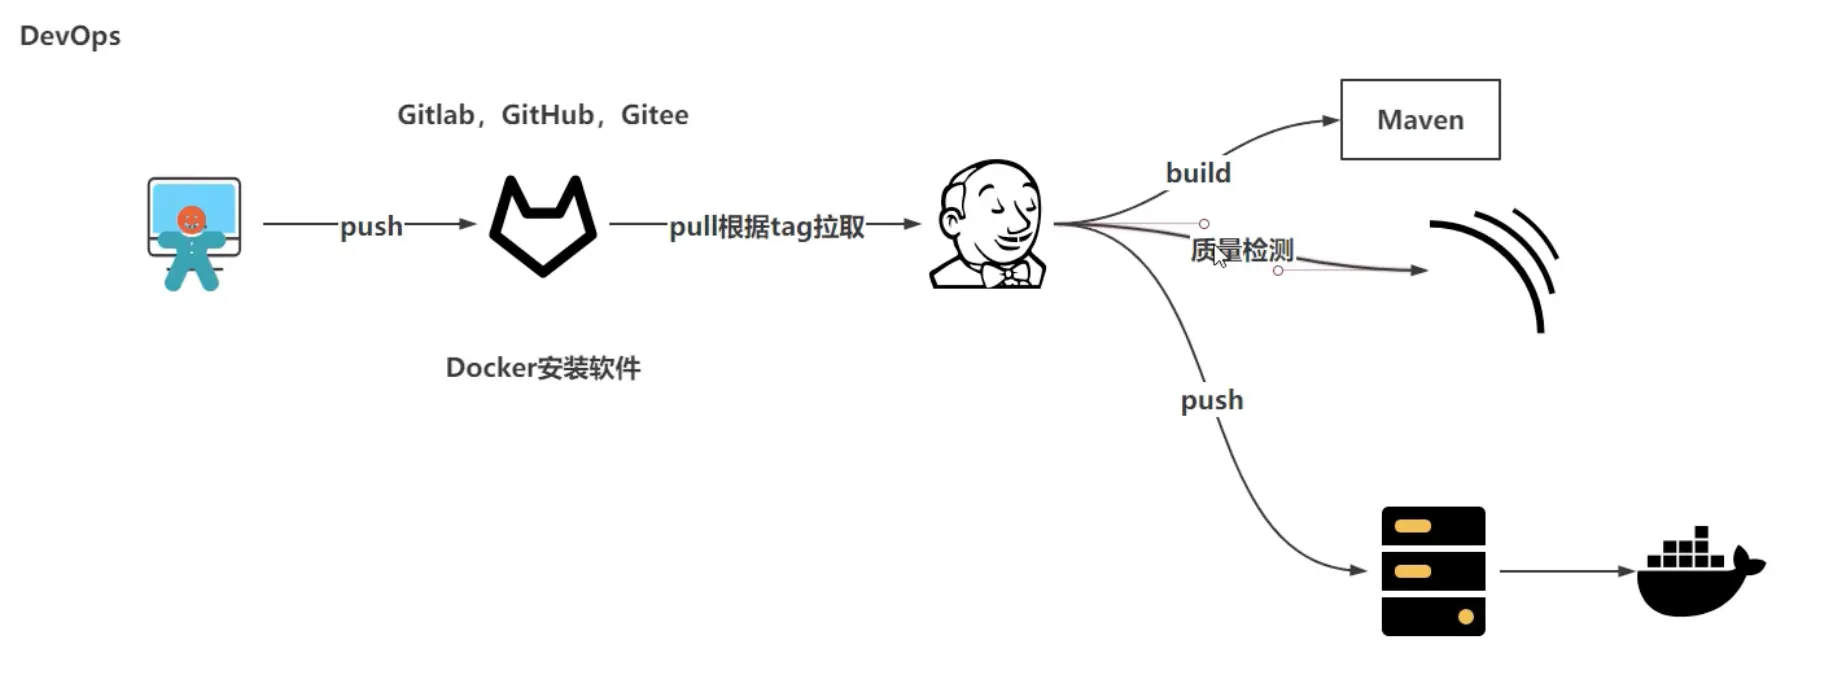 DevOps
Gitlab，GitHub，Gitee
Maven
build
push
pull根据tag拉取
质量检测
Docker安装软件
push